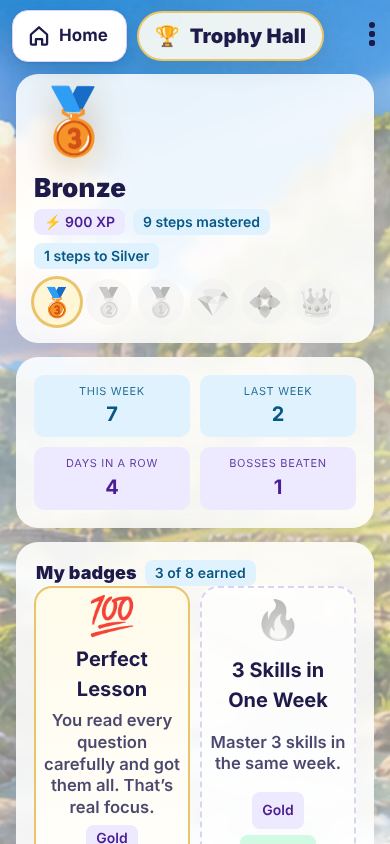 Home
Trophy Hall
Bronze
900 XP
9 steps mastered
1 steps to Silver
THIS WEEK
7
LAST WEEK
2
DAYS IN A ROW
4
BOSSES BEATEN
1
My badges
3 of 8 earned
Perfect
Lesson
You read every
question
carefully and got
them all. That’s
real focus.
Gold
3 Skills in
One Week
Master 3 skills in
the same week.
Gold